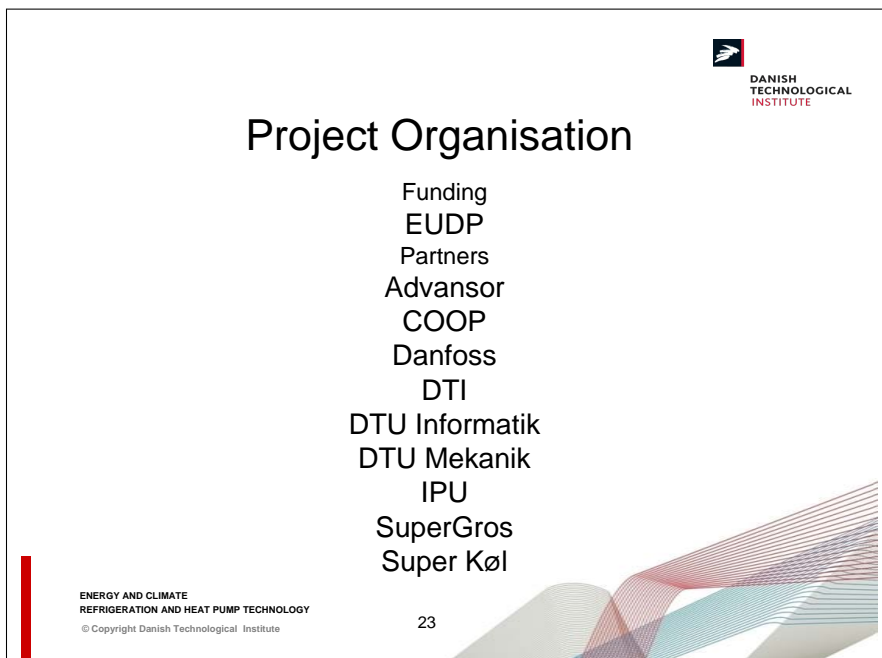 DANISH
TECHNOLOGICAL
INSTITUTE
Project Organisation
Funding
EUDP
Partners
Advansor
COOP
Danfoss
DTI
DTU Informatik
DTU Mekanik
IPU
SuperGros
Super Køl
ENERGY AND CLIMATE
REFRIGERATION AND HEAT PUMP TECHNOLOGY
© Copyright Danish Technological Institute
23